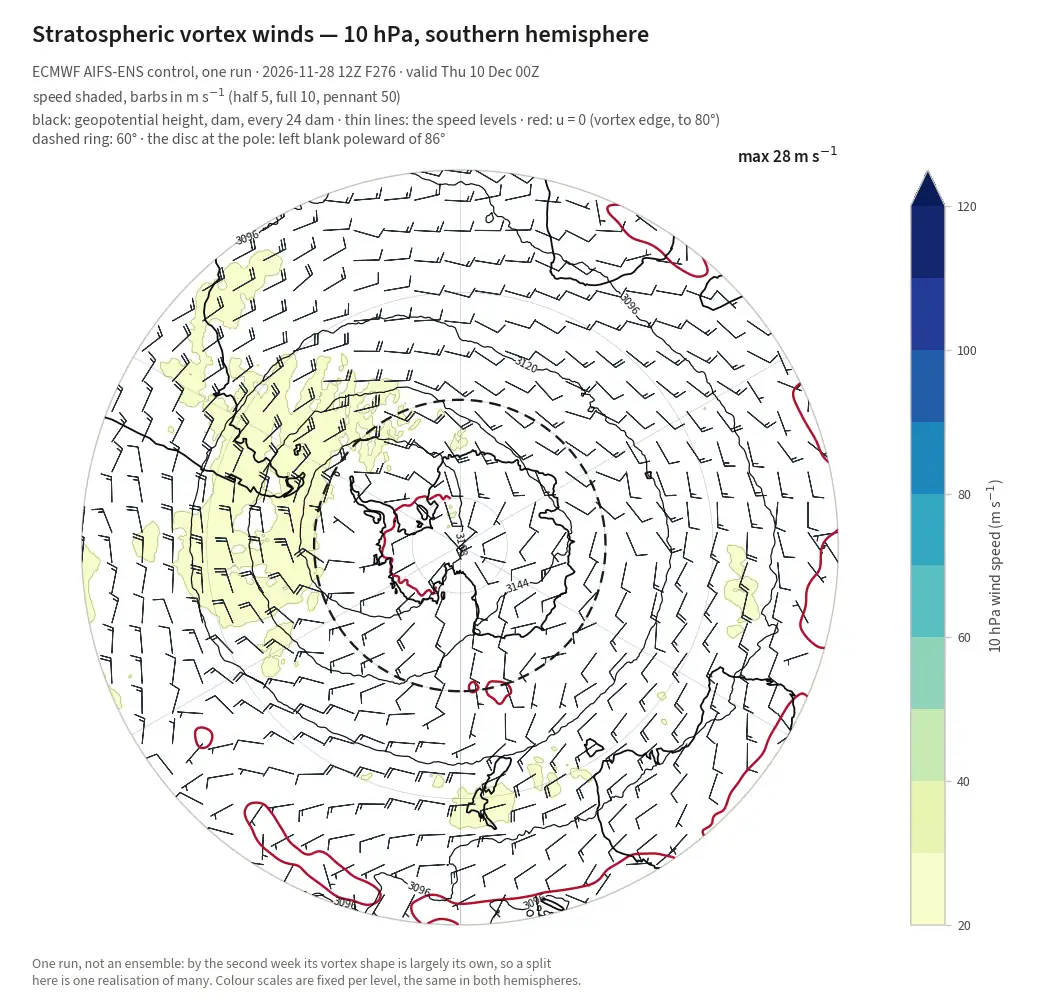 Stratospheric vortex winds — 10 hPa, southern hemisphere
ECMWF AIFS-ENS control, one run · 2026-11-28 12Z F276 · valid Thu 10 Dec 00Z
speed shaded, barbs in m s⁻¹ (half 5, full 10, pennant 50)
black: geopotential height, dam, every 24 dam · thin lines: the speed levels · red: u = 0 (vortex edge, to 80°)
dashed ring: 60° · the disc at the pole: left blank poleward of 86°
max 28 m s⁻¹
3096
3096
3120
3144
3096
3096
120
100
80
60
40
20
10 hPa wind speed (m s⁻¹)
One run, not an ensemble: by the second week its vortex shape is largely its own, so a split
here is one realisation of many. Colour scales are fixed per level, the same in both hemispheres.